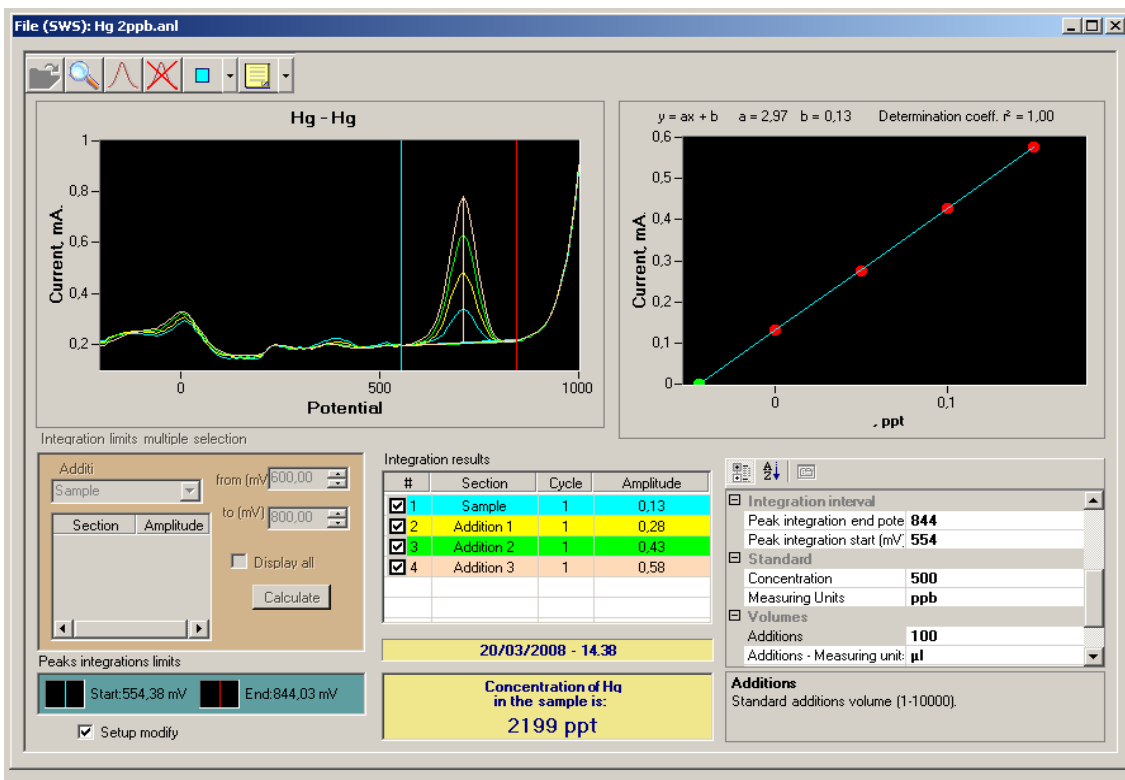 File (SWS): Hg 2ppb.anl
Hg - Hg
1
0,8
0,6
0,4
0,2
Current, mA.
0
500
1000
Potential
y = ax + b a = 2,97 b = 0,13 Determination coeff. r² = 1,00
0,6
0,5
0,4
0,3
0,2
0,1
0
Current, mA.
0
0,1
, ppt
Integration limits multiple selection
Additi
Sample
from (mV
600,00
to (mV)
800,00
Section Amplitude
Display all
Calculate
Peaks integrations limits
Start:554,38 mV End:844,03 mV
Setup modify
Integration results
# Section Cycle Amplitude
1 Sample 1 0,13
2 Addition 1 1 0,28
3 Addition 2 1 0,43
4 Addition 3 1 0,58
20/03/2008 - 14.38
Concentration of Hg
in the sample is:
2199 ppt
Integration interval
Peak integration end pote 844
Peak integration start (mV) 554
Standard
Concentration 500
Measuring Units ppb
Volumes
Additions 100
Additions - Measuring unit: µl
Additions
Standard additions volume (1-10000).